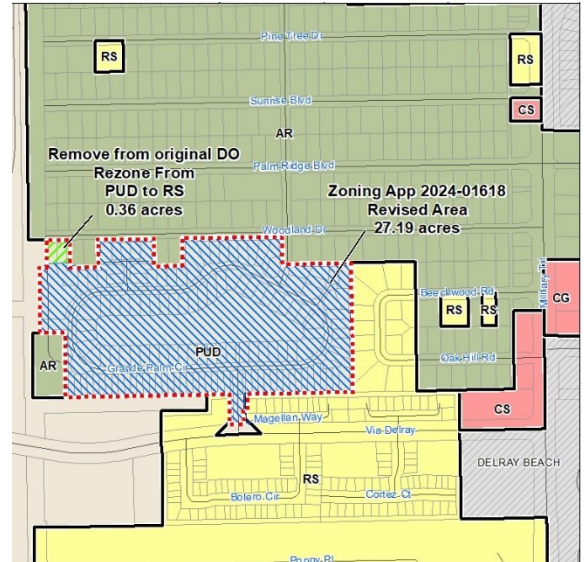 Pine Tree Dr
RS
RS
Sunrise Blvd
CS
AR
Remove from original DO
Rezone From
PUD to RS
0.36 acres
Palm Ridge Blvd
Zoning App 2024-01618
Revised Area
27.19 acres
Woodland Dr
Military Trl
Beechwood Rd
CG
RS
RS
PUD
Oak Hill Rd
AR
Grande Palm Cir
CS
Magellan Way
Via Delray
DELRAY BEACH
RS
Bolero Cir
Cortez Ct